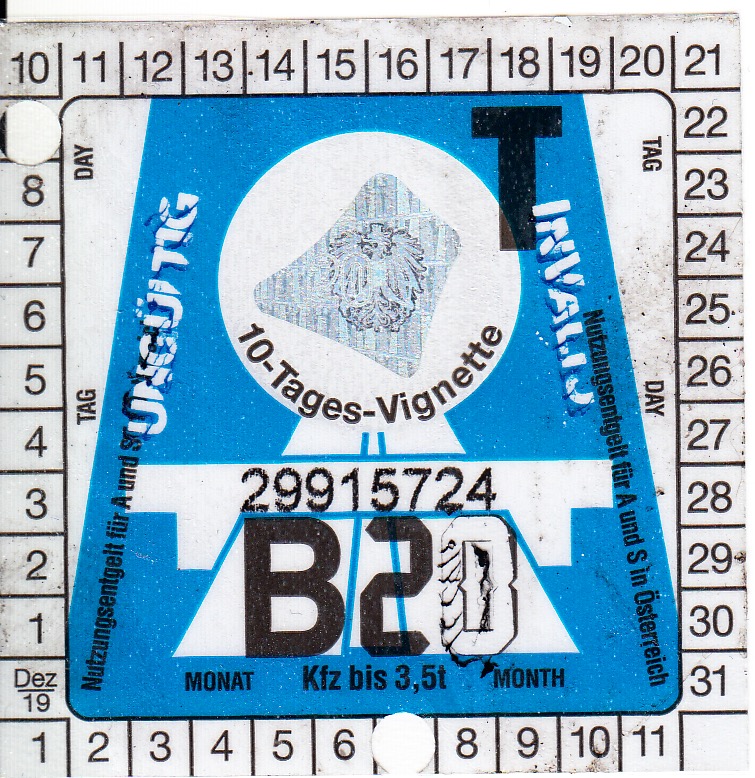 10 11 12 13 14 15 16 17 18 19 20 21
22
23
24
25
26
27
28
29
30
31
8
7
6
5
4
3
2
1
Dez
19
1 2 3 4 5 6 8 9 10 11
DAY
TAG
TAG
DAY
T
UNGÜLTIG
INVALID
10-Tages-Vignette
Nutzungsentgelt für A und S
Nutzungsentgelt für A und S in Österreich
29915724
B20
MONAT Kfz bis 3,5t MONTH